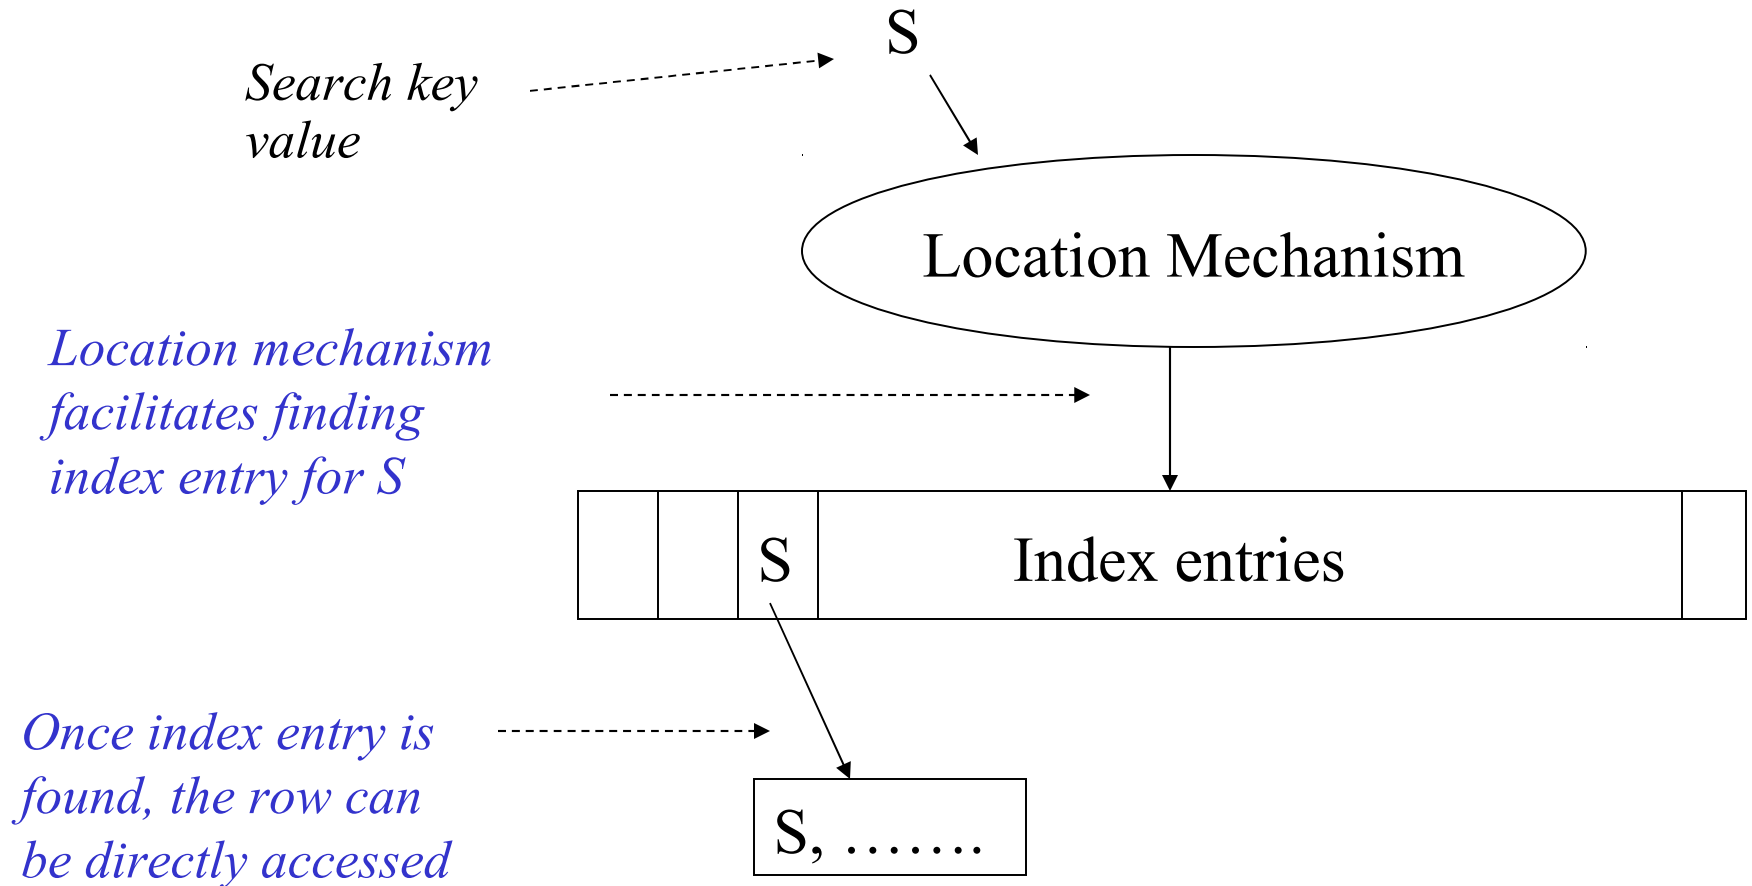 S
Search key
value
Location Mechanism
Location mechanism
facilitates finding
index entry for S
S
Index entries
Once index entry is
found, the row can
be directly accessed
S, …….